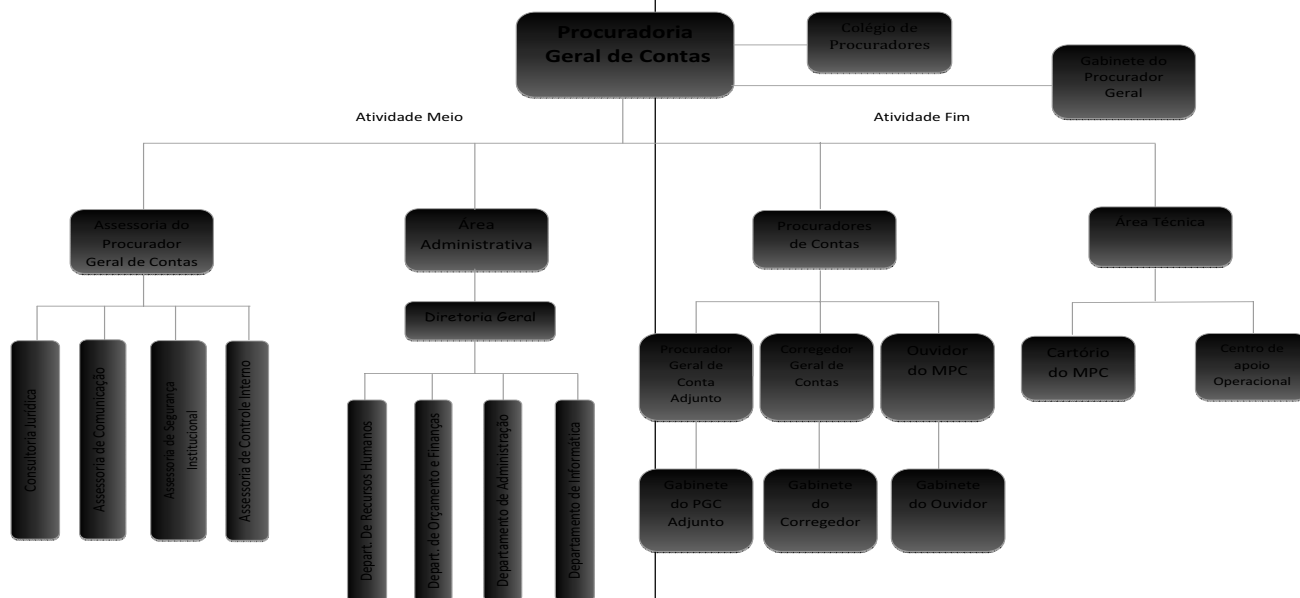 Procuradoria
Geral de Contas
Colégio de
Procuradores
Gabinete do
Procurador
Geral
Atividade Meio
Atividade Fim
Assessoria do
Procurador
Geral de Contas
Área
Administrativa
Procuradores
de Contas
Área Técnica
Diretoria Geral
Consultoria Jurídica
Assessoria de Comunicação
Assessoria de Segurança
Institucional
Assessoria de Controle Interno
Depart. De Recursos Humanos
Depart. de Orçamento e Finanças
Departamento de Administração
Departamento de Informática
Procurador
Geral de
Conta
Adjunto
Corregedor
Geral de
Contas
Ouvidor
do MPC
Cartório
do MPC
Centro de
apoio
Operacional
Gabinete
do PGC
Adjunto
Gabinete
do
Corregedor
Gabinete
do Ouvidor